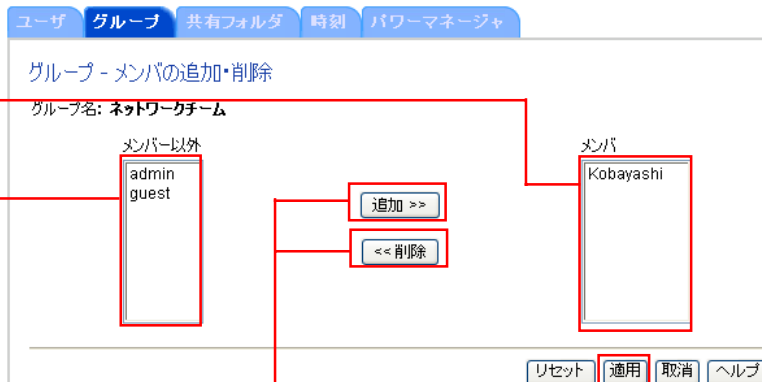 ユーザ グループ 共有フォルダ 時刻 パワーマネージャ
グループ - メンバの追加・削除
グループ名: ネットワークチーム
メンバー以外 メンバ
admin Kobayashi
guest
追加 >>
<< 削除
リセット 適用 取消 ヘルプ